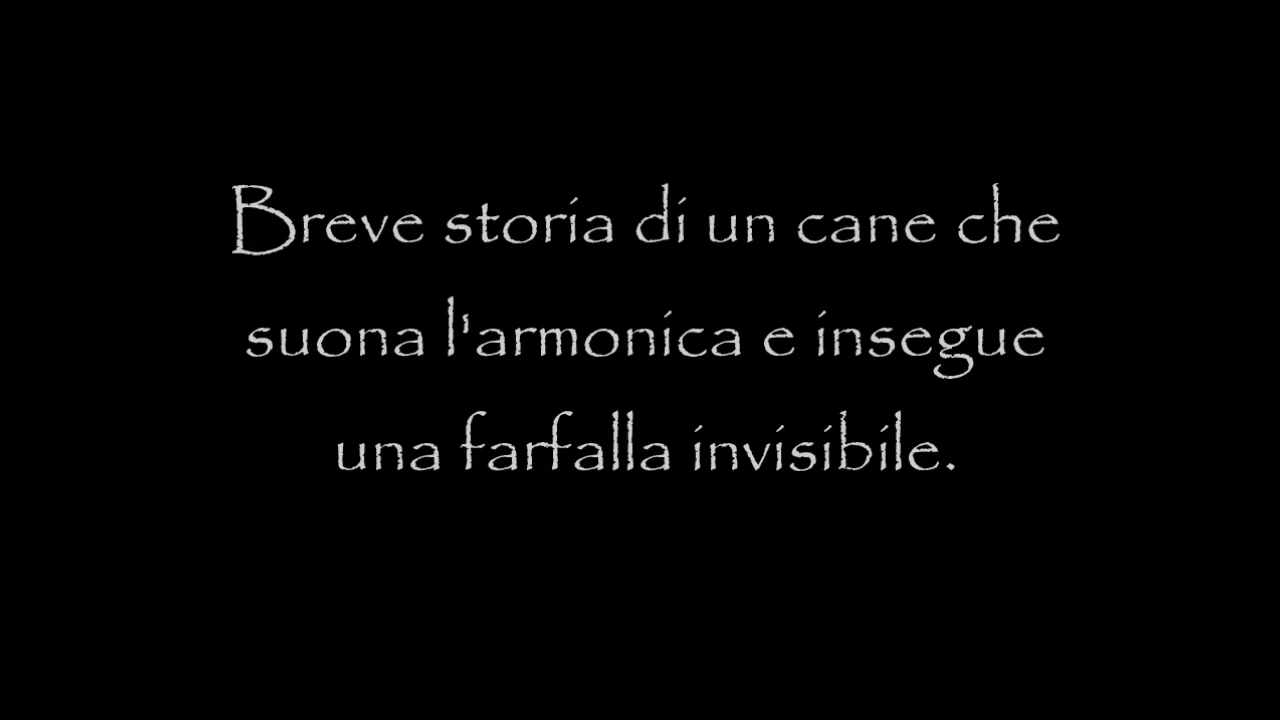 Breve storia di un cane che
suona l'armonica e insegue
una farfalla invisibile.